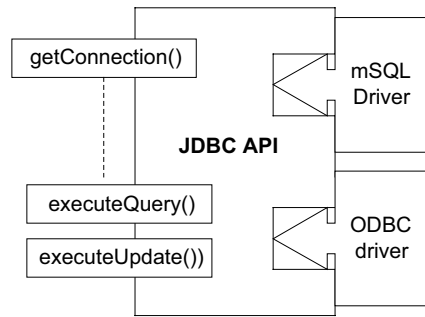 getConnection()
mSQL
Driver
JDBC API
executeQuery()
executeUpdate())
ODBC
driver